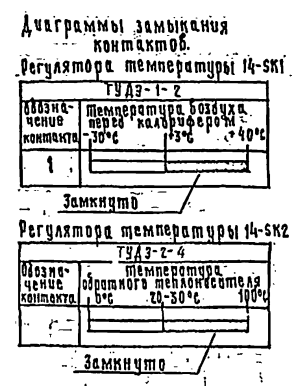 Диаграммы замыкания
контактов.
Регулятора температуры 14-SK1
ТУДЭ-1-2
обозна-
чение
контакта
Температура воздуха
перед калорифером
-30°С +3°С +40°С
1
Замкнуто
Регулятора температуры 14-SK2
ТУДЭ-2-4
Обозна-
чение
контакта
температура
обратного теплоносителя
0°С 20-30°С 100°С
Замкнуто